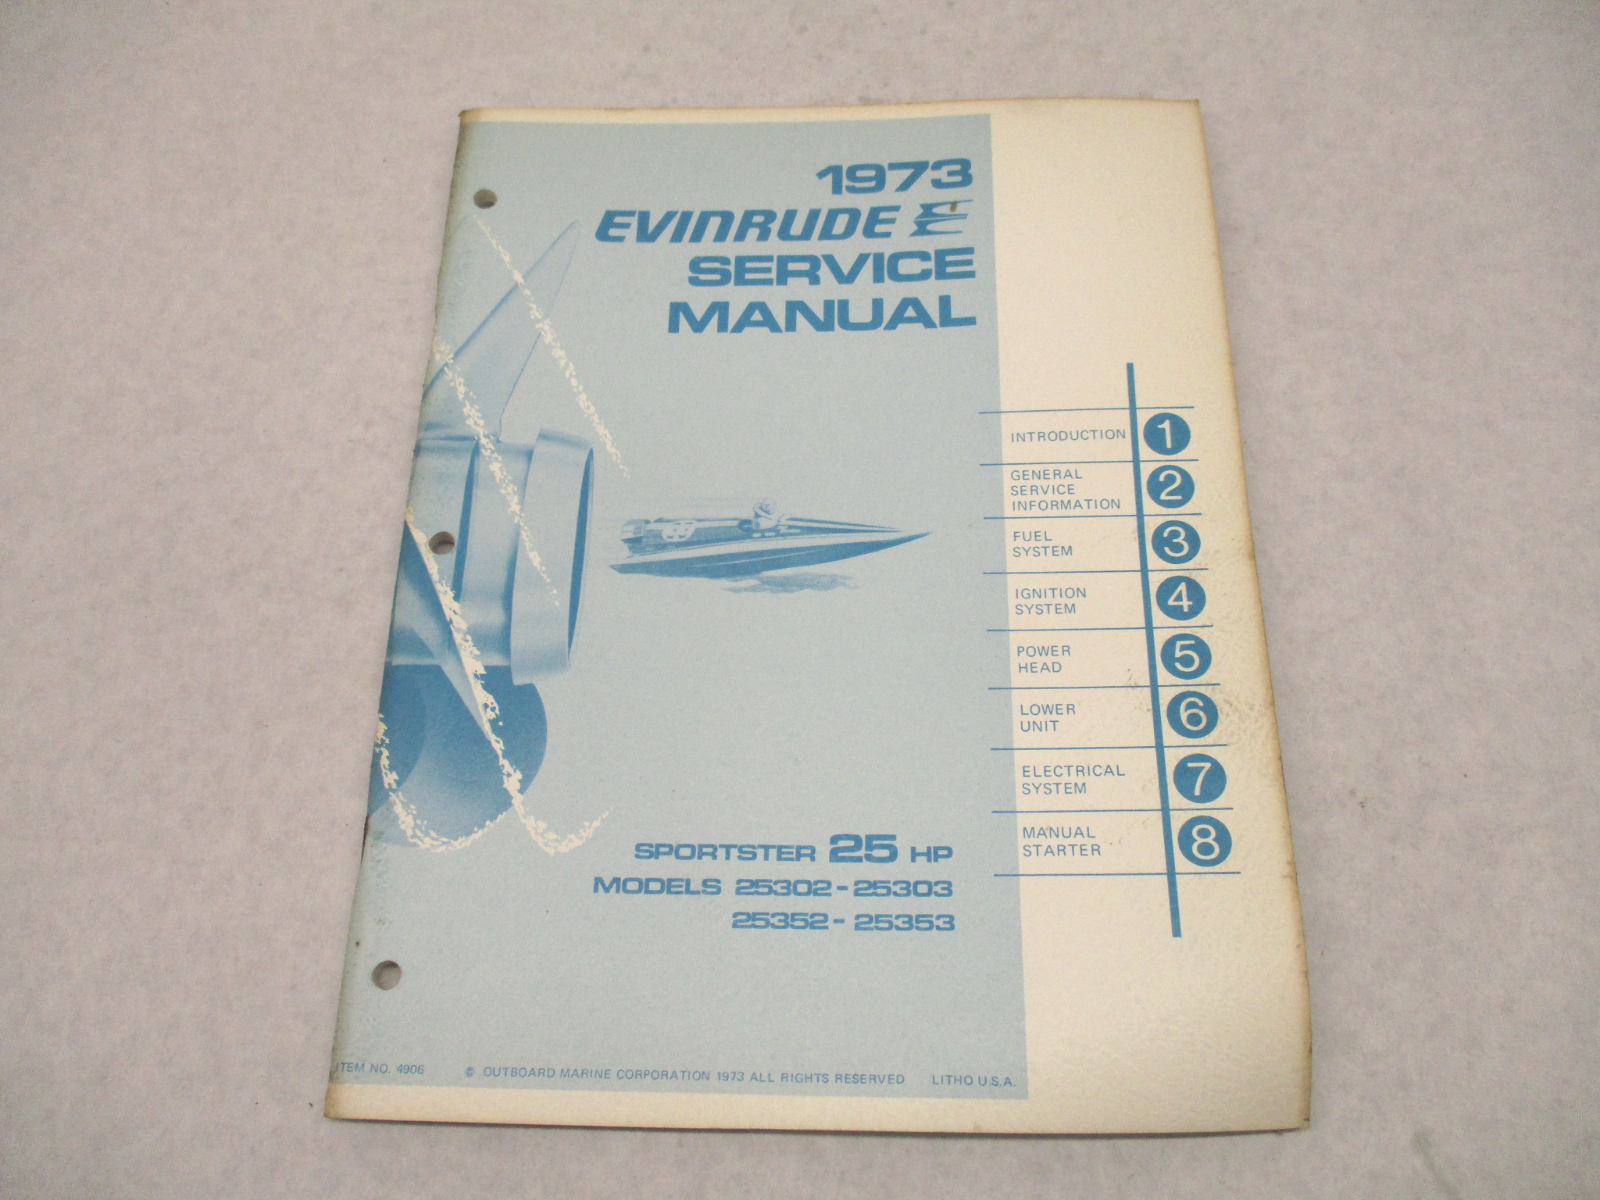 1973
EVINRUDE E
SERVICE
MANUAL
INTRODUCTION 1
GENERAL
SERVICE
INFORMATION
2
FUEL
SYSTEM
3
IGNITION
SYSTEM
4
POWER
HEAD
5
LOWER
UNIT
6
ELECTRICAL
SYSTEM
7
MANUAL
STARTER
8
SPORTSTER 25 HP
MODELS 25302-25303
25352-25353
ITEM NO. 4906 © OUTBOARD MARINE CORPORATION 1973 ALL RIGHTS RESERVED LITHO U.S.A.